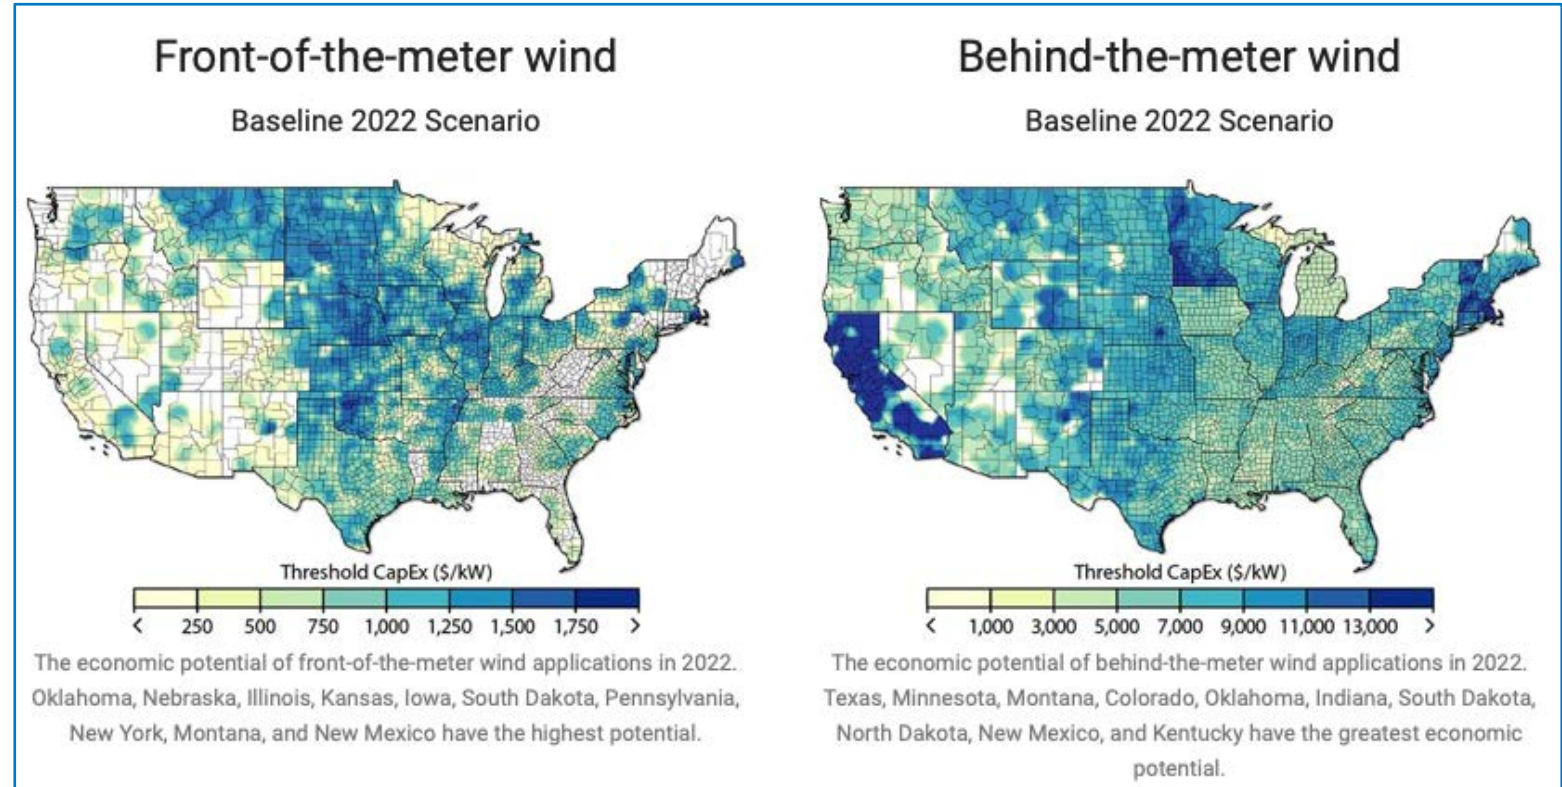 Front-of-the-meter wind
Baseline 2022 Scenario
Threshold CapEx ($/kW)
< 250 500 750 1,000 1,250 1,500 1,750 >
The economic potential of front-of-the-meter wind applications in 2022.
Oklahoma, Nebraska, Illinois, Kansas, Iowa, South Dakota, Pennsylvania,
New York, Montana, and New Mexico have the highest potential.
Behind-the-meter wind
Baseline 2022 Scenario
Threshold CapEx ($/kW)
< 1,000 3,000 5,000 7,000 9,000 11,000 13,000 >
The economic potential of behind-the-meter wind applications in 2022.
Texas, Minnesota, Montana, Colorado, Oklahoma, Indiana, South Dakota,
North Dakota, New Mexico, and Kentucky have the greatest economic
potential.